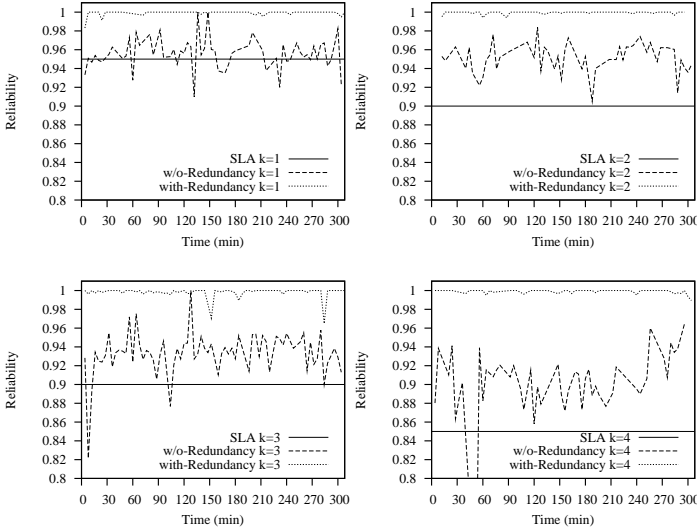 1
0.98
0.96
0.94
0.92
0.9
0.88
0.86
0.84
0.82
0.8
Reliability
SLA k=1
w/o-Redundancy k=1
with-Redundancy k=1
0 30 60 90 120 150 180 210 240 270 300
Time (min)
1
0.98
0.96
0.94
0.92
0.9
0.88
0.86
0.84
0.82
0.8
Reliability
SLA k=2
w/o-Redundancy k=2
with-Redundancy k=2
0 30 60 90 120 150 180 210 240 270 300
Time (min)
1
0.98
0.96
0.94
0.92
0.9
0.88
0.86
0.84
0.82
0.8
Reliability
SLA k=3
w/o-Redundancy k=3
with-Redundancy k=3
0 30 60 90 120 150 180 210 240 270 300
Time (min)
1
0.98
0.96
0.94
0.92
0.9
0.88
0.86
0.84
0.82
0.8
Reliability
SLA k=4
w/o-Redundancy k=4
with-Redundancy k=4
0 30 60 90 120 150 180 210 240 270 300
Time (min)